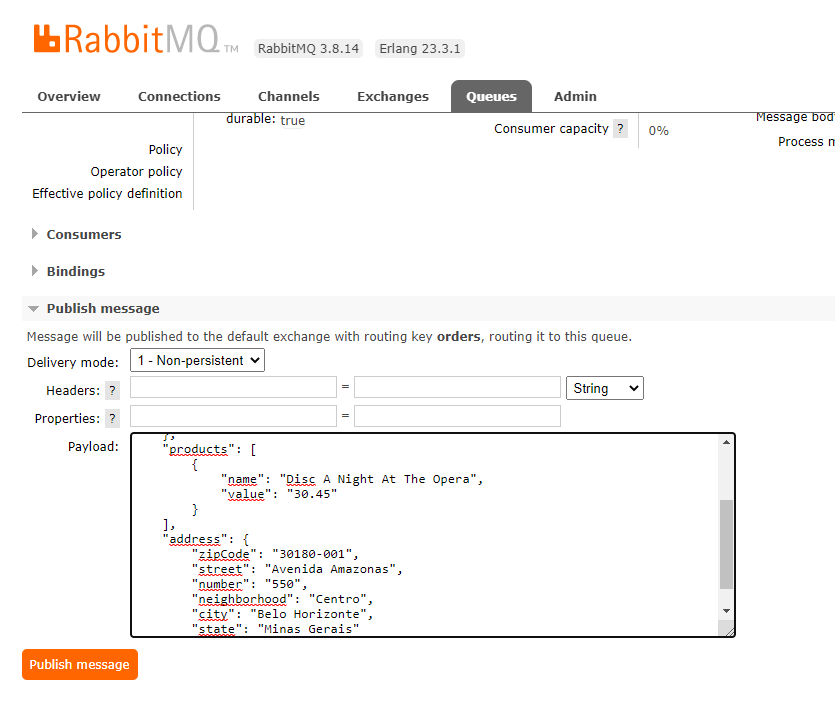 RabbitMQ TM RabbitMQ 3.8.14 Erlang 23.3.1
Overview Connections Channels Exchanges Queues Admin
durable: true
Consumer capacity ? 0%
Message body
Process m
Policy
Operator policy
Effective policy definition
Consumers
Bindings
Publish message
Message will be published to the default exchange with routing key orders, routing it to this queue.
Delivery mode: 1 - Non-persistent
Headers: ? = String
Properties: ? =
Payload:
},
"products": [
{
"name": "Disc A Night At The Opera",
"value": "30.45"
}
],
"address": {
"zipCode": "30180-001",
"street": "Avenida Amazonas",
"number": "550",
"neighborhood": "Centro",
"city": "Belo Horizonte",
"state": "Minas Gerais"
Publish message